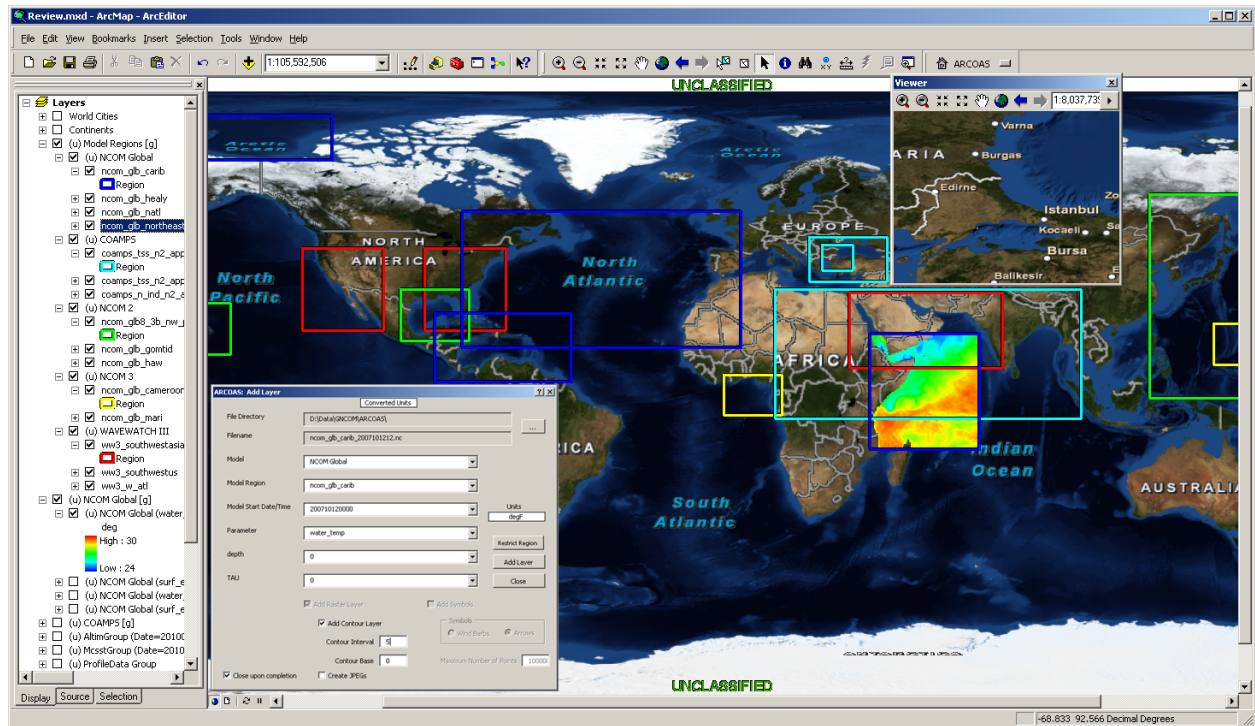 Review.mxd - ArcMap - ArcEditor
File Edit View Bookmarks Insert Selection Tools Window Help
1:105,592,506
ARCOAS
Layers
World Cities
Continents
(u) Model Regions [g]
(u) NCOM Global
ncom_glb_carib
Region
ncom_glb_healy
ncom_glb_natl
ncom_glb_northeast
(u) COAMPS
coamps_tss_n2_app
Region
coamps_tss_n2_app
coamps_n_ind_n2_a
(u) NCOM 2
ncom_glb8_3b_nw_p
Region
ncom_glb_gomtid
ncom_glb_haw
(u) NCOM 3
ncom_glb_cameroon
Region
ncom_glb_mari
(u) WAVEWATCH III
ww3_southwestasia
Region
ww3_southwestus
ww3_w_atl
(u) NCOM Global [g]
(u) NCOM Global (water_
deg
High : 30
Low : 24
(u) NCOM Global (surf_e
(u) NCOM Global (water_
(u) NCOM Global (surf_e
(u) COAMPS [g]
(u) AltimGroup (Date=20100
(u) McsstGroup (Date=2010
(u) ProfileData Group
Display Source Selection
UNCLASSIFIED
Arctic Ocean
Arctic Ocean
NORTH AMERICA
North Pacific
North Atlantic
EUROPE
AFRICA
ICA
South Atlantic
Indian Ocean
AUSTRALIA
ANTARCTICA
UNCLASSIFIED
Viewer
1:8,037,739
Varna
ARIA
Burgas
Edirne
Zo
Istanbul
Kocaeli
Sa
Bursa
Balikesir
E
ARCOAS: Add Layer
Converted Units
File Directory D:\Data\GNCOM\ARCOAS\
...
Filename ncom_glb_carib_2007101212.nc
Model NCOM Global
Model Region ncom_glb_carib
Model Start Date/Time 200710120000
Units
degF
Parameter water_temp
Restrict Region
depth 0
Add Layer
TAU 0
Close
Add Raster Layer Add Symbols
Add Contour Layer
Symbols
Wind Barbs Arrows
Contour Interval 5
Contour Base 0
Maximum Number of Points 100000
Close upon completion Create JPEGs
-68.833 92.566 Decimal Degrees